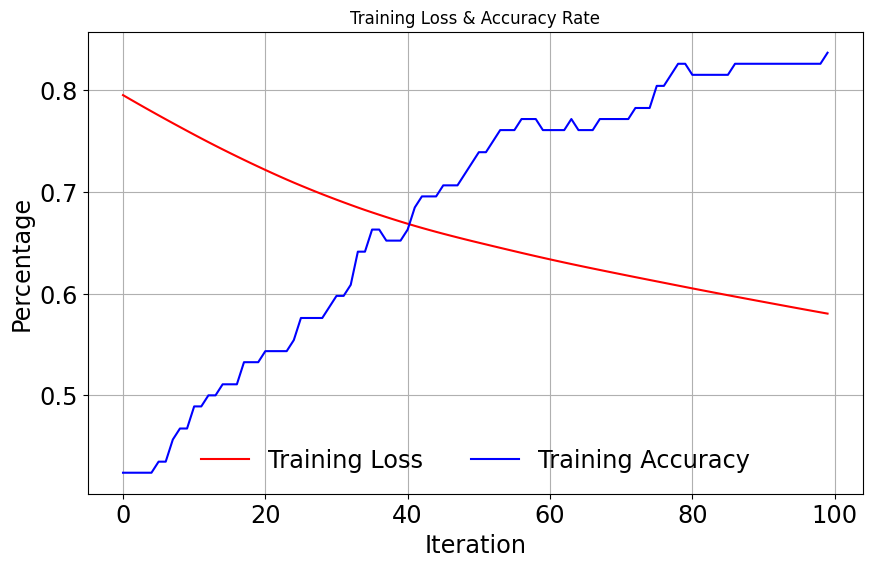 Training Loss & Accuracy Rate
0.8
0.7
0.6
0.5
Percentage
Training Loss
Training Accuracy
0 20 40 60 80 100
Iteration